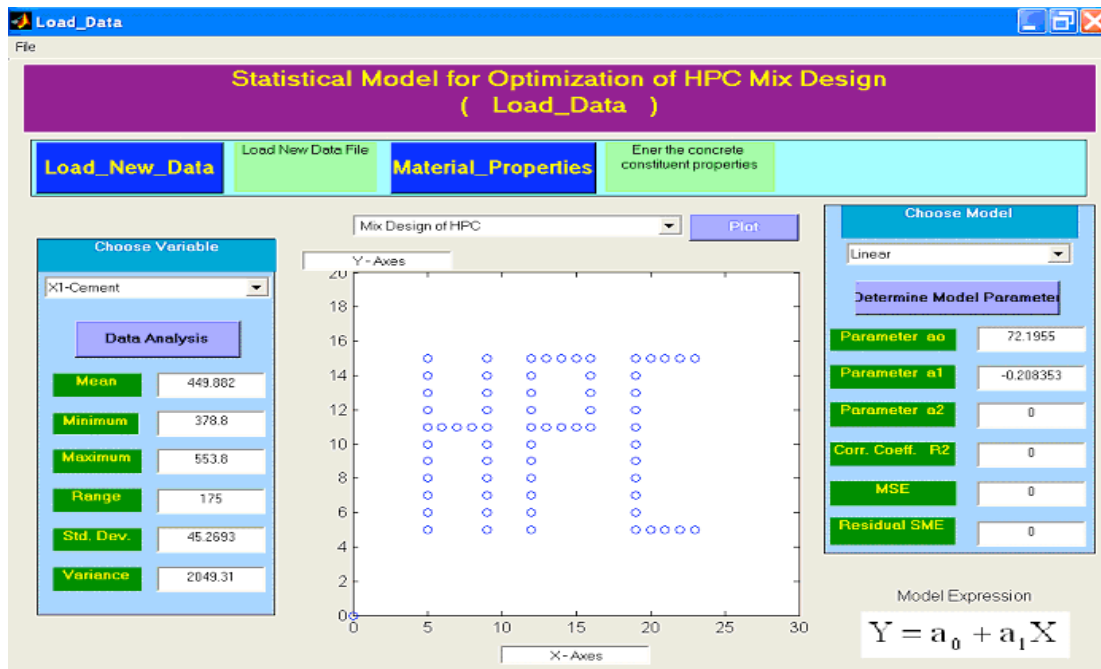 Load_Data
File
Statistical Model for Optimization of HPC Mix Design
( Load_Data )
Load_New_Data
Load New Data File
Material_Properties
Ener the concrete
constituent properties
Choose Variable
X1-Cement
Data Analysis
Mean 449.882
Minimum 378.8
Maximum 553.8
Range 175
Std. Dev. 45.2693
Variance 2049.31
Mix Design of HPC
Plot
Y-Axes
20
18
16
14
12
10
8
6
4
2
0
0 5 10 15 20 25 30
X-Axes
Choose Model
Linear
Determine Model Parameter
Parameter ao 72.1955
Parameter a1 -0.208353
Parameter a2 0
Corr. Coeff. R2 0
MSE 0
Residual SME 0
Model Expression
Y = a₀ + a₁X